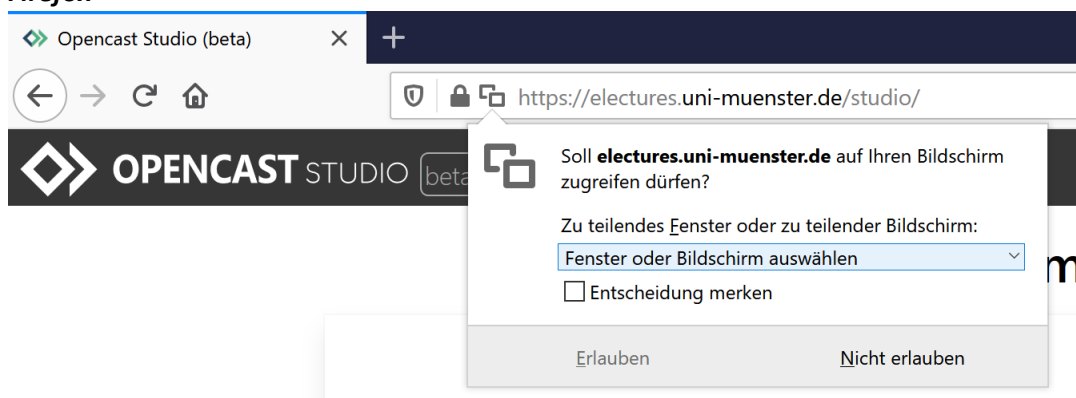 Opencast Studio (beta)
https://electures.uni-muenster.de/studio/
OPENCAST STUDIO beta
Soll electures.uni-muenster.de auf Ihren Bildschirm
zugreifen dürfen?
Zu teilendes Fenster oder zu teilender Bildschirm:
Fenster oder Bildschirm auswählen
Entscheidung merken
Erlauben
Nicht erlauben